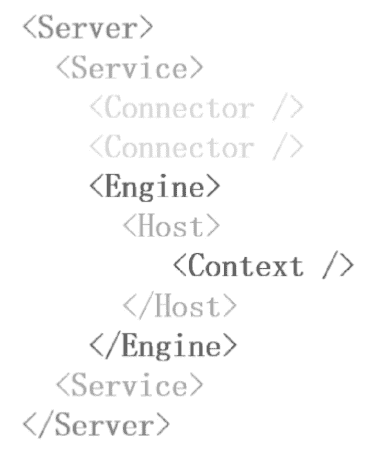 <Server>
<Service>
<Connector />
<Connector />
<Engine>
<Host>
<Context />
</Host>
</Engine>
<Service>
</Server>